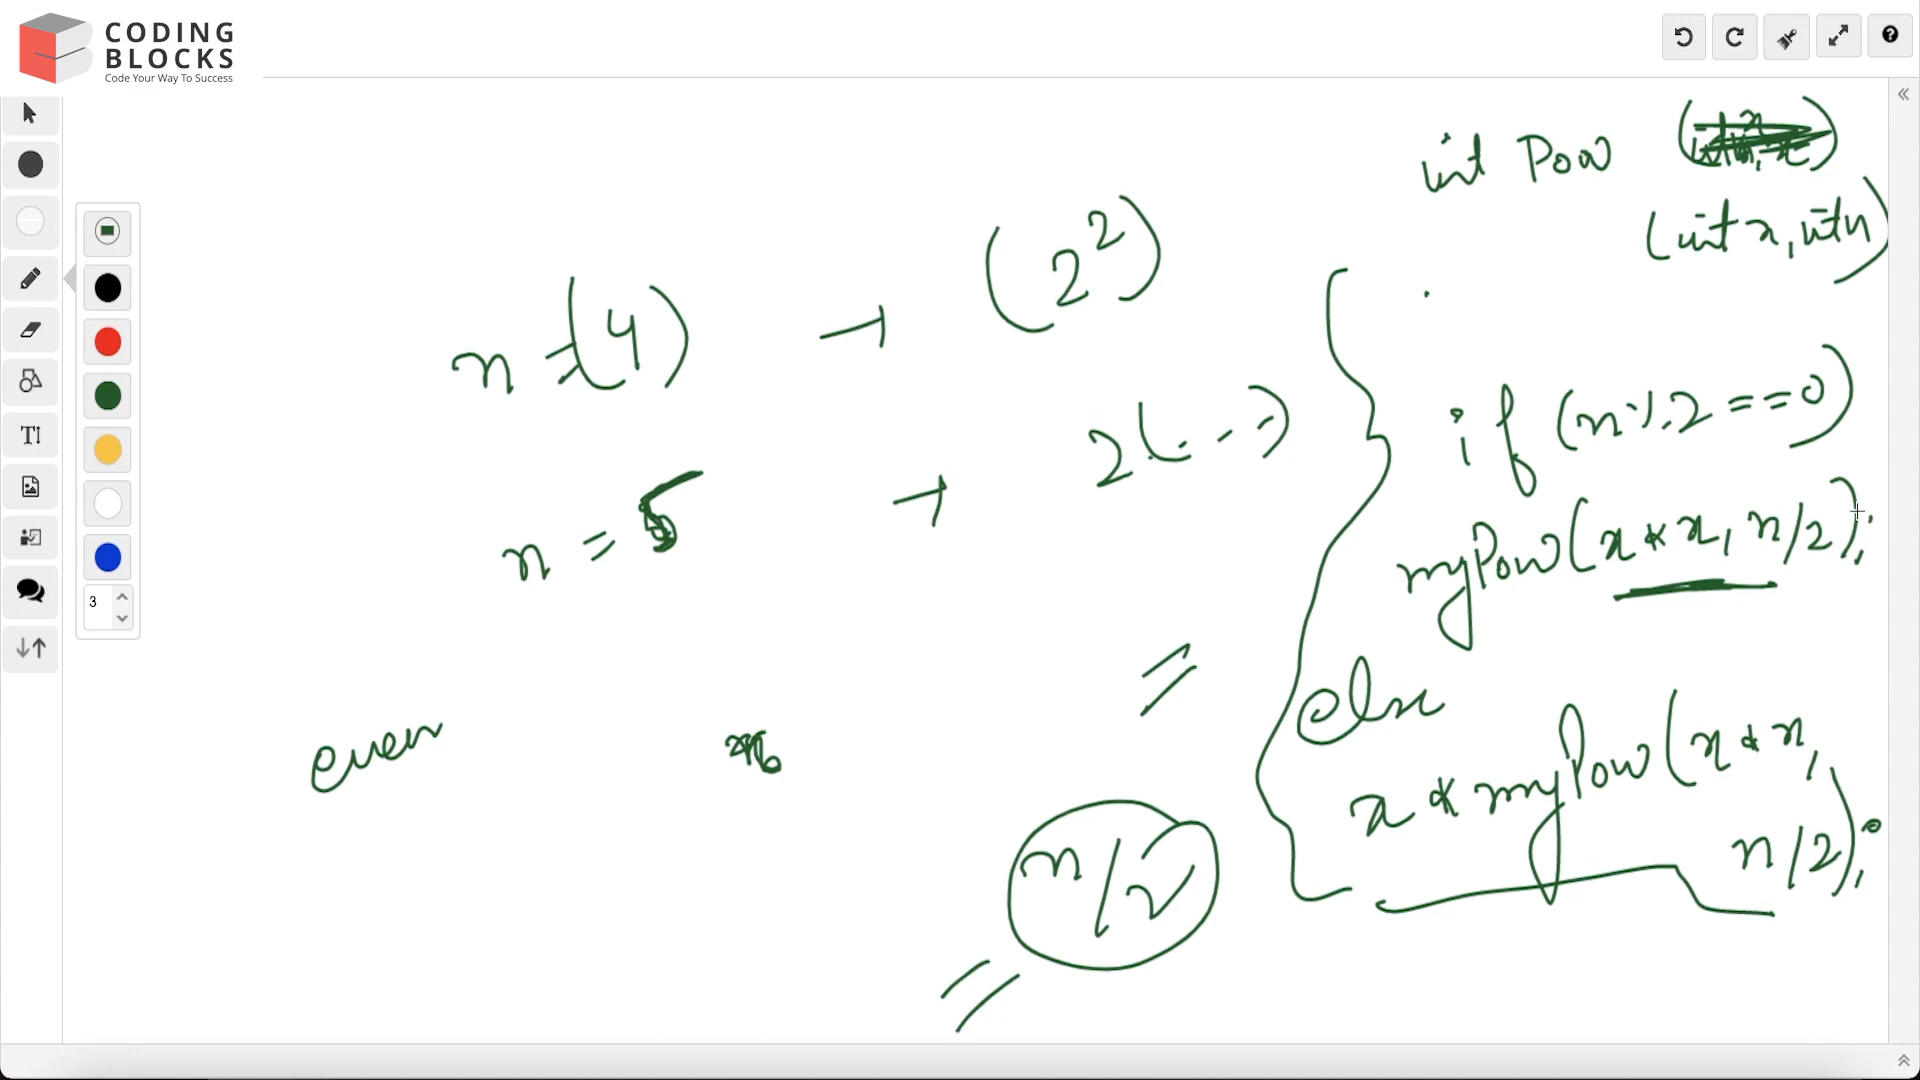 CODING
BLOCKS
Code Your Way To Success
int Pow
(int x, int n)
n = (4) → (2²)
if (n % 2 == 0)
2(---)
n = 5 →
myPow(x * x, n/2);
else
even
x * myPow(x * x,
n/2);
n/2
TI
3